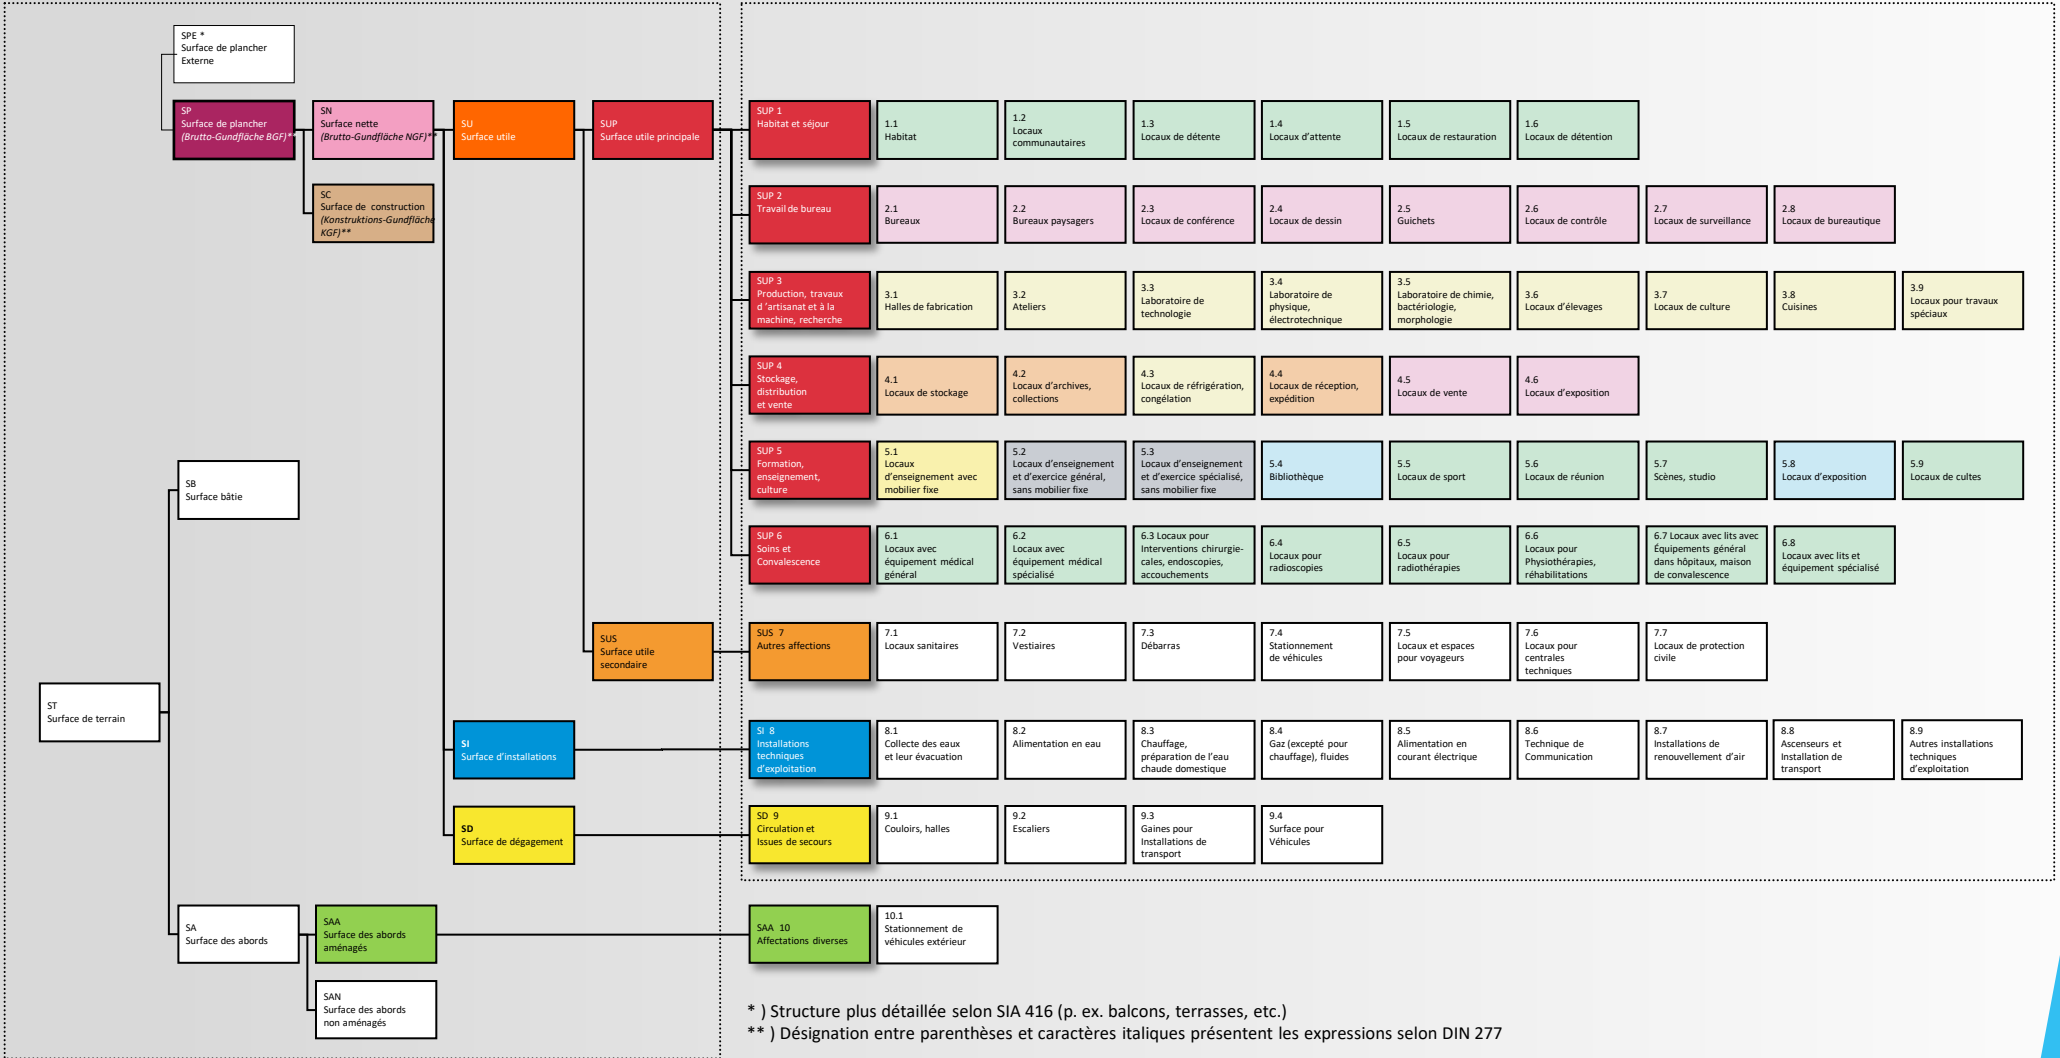 SPE *
Surface de plancher
Externe
SP
Surface de plancher
(Brutto-Gundfläche BGF)**
SN
Surface nette
(Brutto-Gundfläche NGF)**
SU
Surface utile
SUP
Surface utile principale
SUP 1
Habitat et séjour
1.1
Habitat
1.2
Locaux
communautaires
1.3
Locaux de détente
1.4
Locaux d'attente
1.5
Locaux de restauration
1.6
Locaux de détention
SC
Surface de construction
(Konstruktions-Gundfläche
KGF)**
SUP 2
Travail de bureau
2.1
Bureaux
2.2
Bureaux paysagers
2.3
Locaux de conférence
2.4
Locaux de dessin
2.5
Guichets
2.6
Locaux de contrôle
2.7
Locaux de surveillance
2.8
Locaux de bureautique
SUP 3
Production, travaux
d 'artisanat et à la
machine, recherche
3.1
Halles de fabrication
3.2
Ateliers
3.3
Laboratoire de
technologie
3.4
Laboratoire de
physique,
électrotechnique
3.5
Laboratoire de chimie,
bactériologie,
morphologie
3.6
Locaux d'élevages
3.7
Locaux de culture
3.8
Cuisines
3.9
Locaux pour travaux
spéciaux
SUP 4
Stockage,
distribution
et vente
4.1
Locaux de stockage
4.2
Locaux d'archives,
collections
4.3
Locaux de réfrigération,
congélation
4.4
Locaux de réception,
expédition
4.5
Locaux de vente
4.6
Locaux d'exposition
SB
Surface bâtie
SUP 5
Formation,
enseignement,
culture
5.1
Locaux
d'enseignement avec
mobilier fixe
5.2
Locaux d'enseignement
et d'exercice général,
sans mobilier fixe
5.3
Locaux d'enseignement
et d'exercice spécialisé,
sans mobilier fixe
5.4
Bibliothèque
5.5
Locaux de sport
5.6
Locaux de réunion
5.7
Scènes, studio
5.8
Locaux d'exposition
5.9
Locaux de cultes
SUP 6
Soins et
Convalescence
6.1
Locaux avec
équipement médical
général
6.2
Locaux avec
équipement médical
spécialisé
6.3 Locaux pour
Interventions chirurgie-
cales, endoscopies,
accouchements
6.4
Locaux pour
radioscopies
6.5
Locaux pour
radiothérapies
6.6
Locaux pour
Physiothérapies,
réhabilitations
6.7 Locaux avec lits avec
Équipements général
dans hôpitaux, maison
de convalescence
6.8
Locaux avec lits et
équipement spécialisé
SUS
Surface utile
secondaire
SUS 7
Autres affections
7.1
Locaux sanitaires
7.2
Vestiaires
7.3
Débarras
7.4
Stationnement
de véhicules
7.5
Locaux et espaces
pour voyageurs
7.6
Locaux pour
centrales
techniques
7.7
Locaux de protection
civile
ST
Surface de terrain
SI
Surface d'installations
SI 8
Installations
techniques
d'exploitation
8.1
Collecte des eaux
et leur évacuation
8.2
Alimentation en eau
8.3
Chauffage,
préparation de l'eau
chaude domestique
8.4
Gaz (excepté pour
chauffage), fluides
8.5
Alimentation en
courant électrique
8.6
Technique de
Communication
8.7
Installations de
renouvellement d'air
8.8
Ascenseurs et
Installation de
transport
8.9
Autres installations
techniques
d'exploitation
SD
Surface de dégagement
SD 9
Circulation et
Issues de secours
9.1
Couloirs, halles
9.2
Escaliers
9.3
Gaines pour
Installations de
transport
9.4
Surface pour
Véhicules
SA
Surface des abords
SAA
Surface des abords
aménagés
SAA 10
Affectations diverses
10.1
Stationnement de
véhicules extérieur
SAN
Surface des abords
non aménagés
* ) Structure plus détaillée selon SIA 416 (p. ex. balcons, terrasses, etc.)
** ) Désignation entre parenthèses et caractères italiques présentent les expressions selon DIN 277